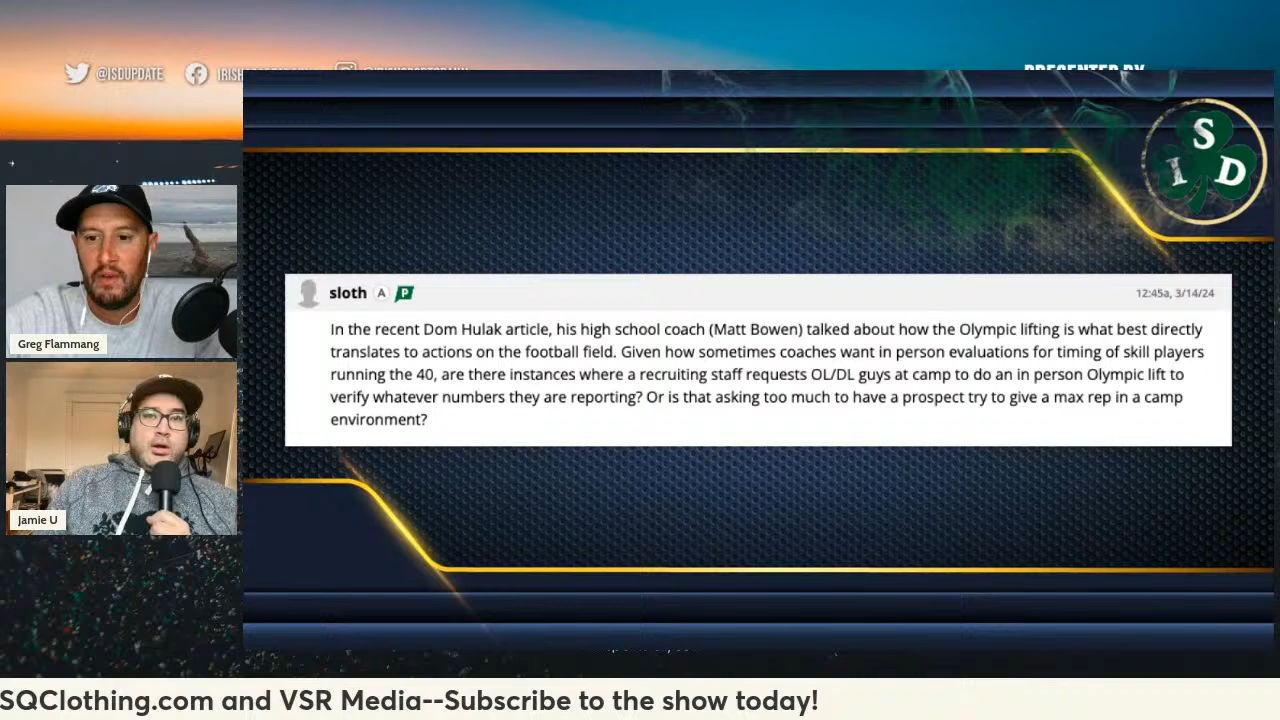 @ISDUPDATE
IRISH
PRESENTED BY
S
I D
sloth A P
12:45a, 3/14/24
In the recent Dom Hulak article, his high school coach (Matt Bowen) talked about how the Olympic lifting is what best directly
translates to actions on the football field. Given how sometimes coaches want in person evaluations for timing of skill players
running the 40, are there instances where a recruiting staff requests OL/DL guys at camp to do an in person Olympic lift to
verify whatever numbers they are reporting? Or is that asking too much to have a prospect try to give a max rep in a camp
environment?
Greg Flammang
Jamie U
SQClothing.com and VSR Media--Subscribe to the show today!